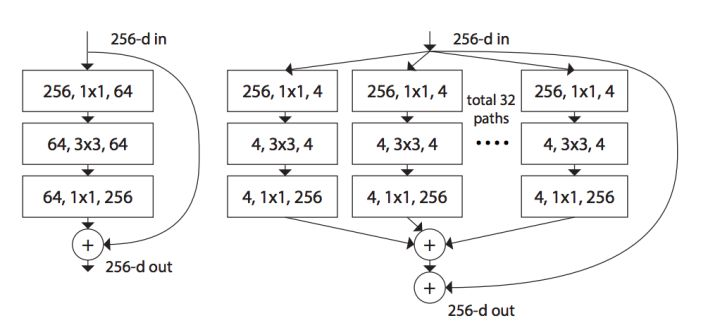 256-d in
256, 1x1, 64
64, 3x3, 64
64, 1x1, 256
+
256-d out
256-d in
256, 1x1, 4
256, 1x1, 4
total 32
paths
256, 1x1, 4
4, 3x3, 4
4, 3x3, 4
....
4, 3x3, 4
4, 1x1, 256
4, 1x1, 256
4, 1x1, 256
+
+
256-d out